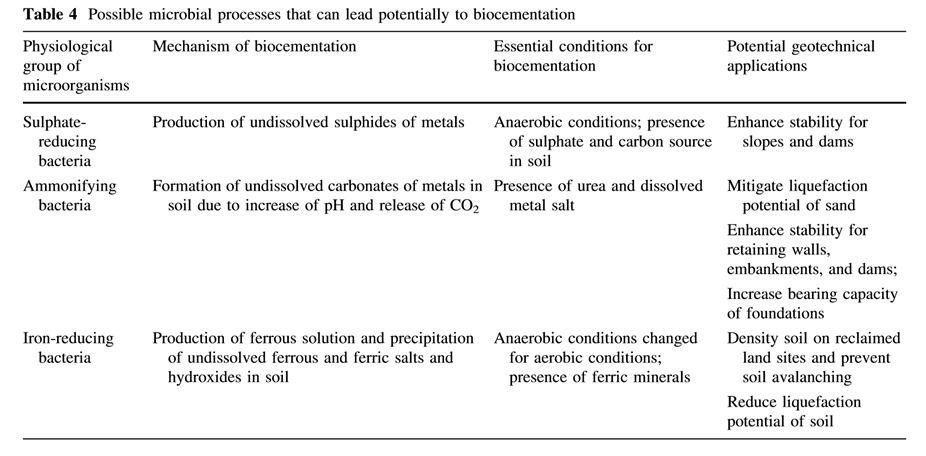 Table 4 Possible microbial processes that can lead potentially to biocementation
Physiological group of microorganisms
Mechanism of biocementation
Essential conditions for biocementation
Potential geotechnical applications
Sulphate-reducing bacteria
Production of undissolved sulphides of metals
Anaerobic conditions; presence of sulphate and carbon source in soil
Enhance stability for slopes and dams
Ammonifying bacteria
Formation of undissolved carbonates of metals in soil due to increase of pH and release of CO₂
Presence of urea and dissolved metal salt
Mitigate liquefaction potential of sand
Enhance stability for retaining walls, embankments, and dams;
Increase bearing capacity of foundations
Iron-reducing bacteria
Production of ferrous solution and precipitation of undissolved ferrous and ferric salts and hydroxides in soil
Anaerobic conditions changed for aerobic conditions; presence of ferric minerals
Density soil on reclaimed land sites and prevent soil avalanching
Reduce liquefaction potential of soil